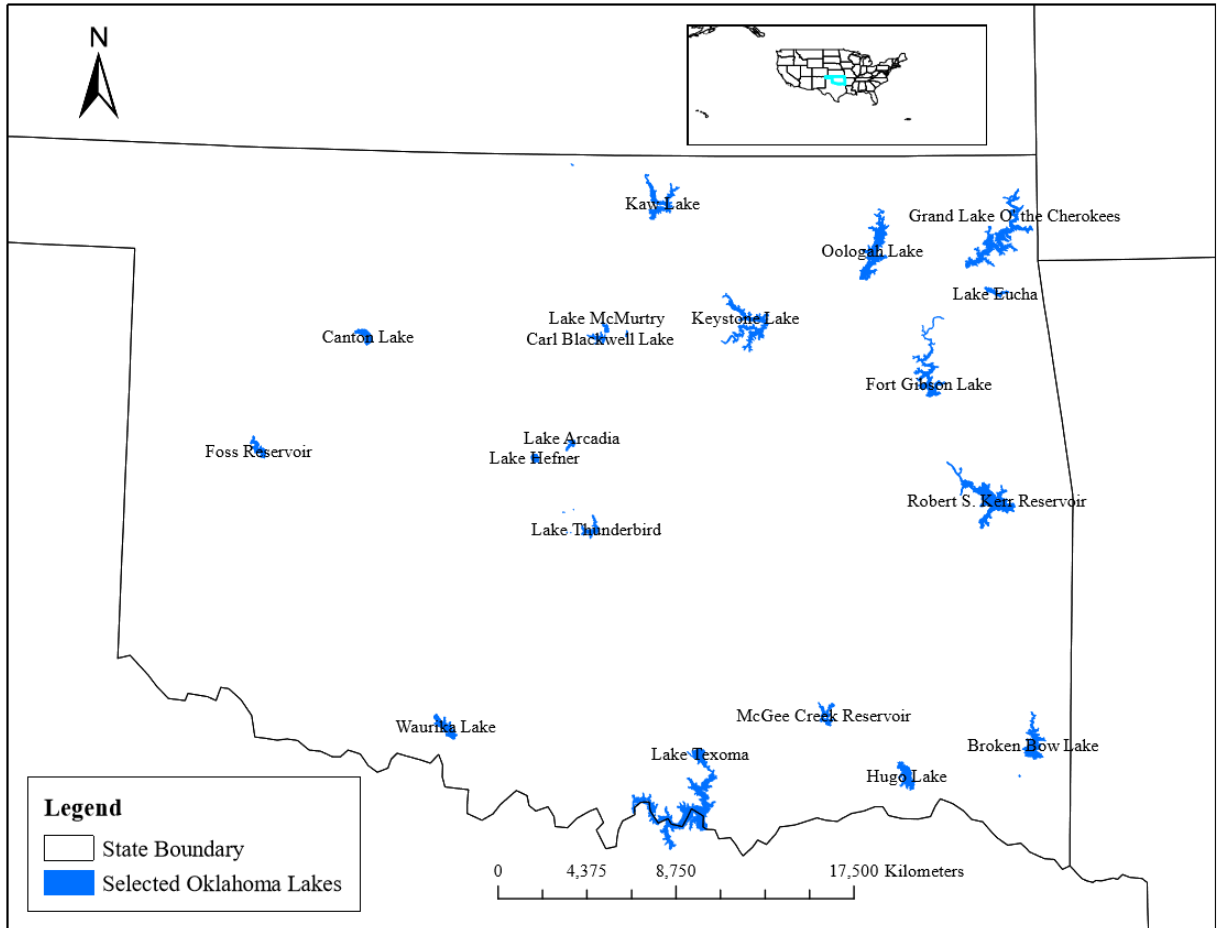 N
Kaw Lake
Grand Lake O' the Cherokees
Oologah Lake
Lake Eucha
Lake McMurtry
Keystone Lake
Canton Lake
Carl Blackwell Lake
Fort Gibson Lake
Lake Arcadia
Foss Reservoir
Lake Hefner
Robert S. Kerr Reservoir
Lake Thunderbird
McGee Creek Reservoir
Waurika Lake
Broken Bow Lake
Lake Texoma
Hugo Lake
Legend
State Boundary
Selected Oklahoma Lakes
0 4,375 8,750 17,500 Kilometers